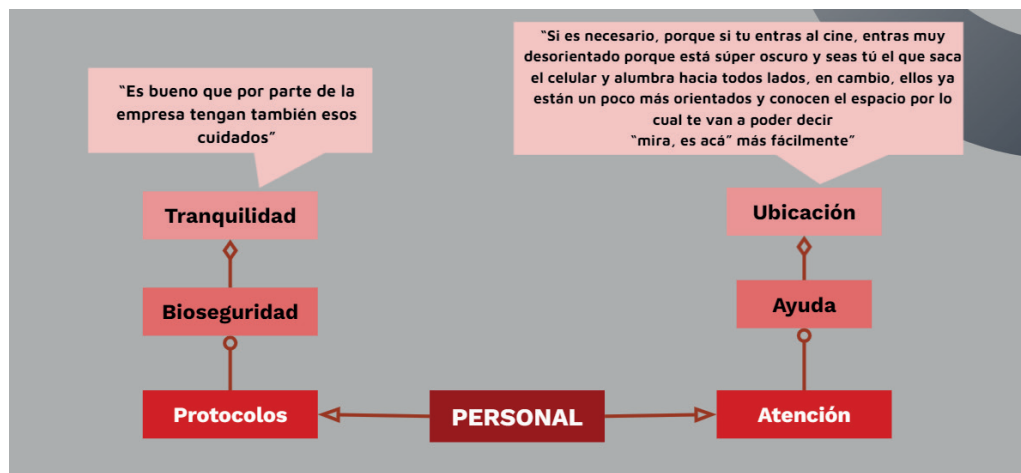 “Es bueno que por parte de la
empresa tengan también esos
cuidados”
“Si es necesario, porque si tu entras al cine, entras muy
desorientado porque está súper oscuro y seas tú el que saca
el celular y alumbra hacia todos lados, en cambio, ellos ya
están un poco más orientados y conocen el espacio por lo
cual te van a poder decir
“mira, es acá” más fácilmente”
Tranquilidad
Ubicación
Bioseguridad
Ayuda
Protocolos
PERSONAL
Atención